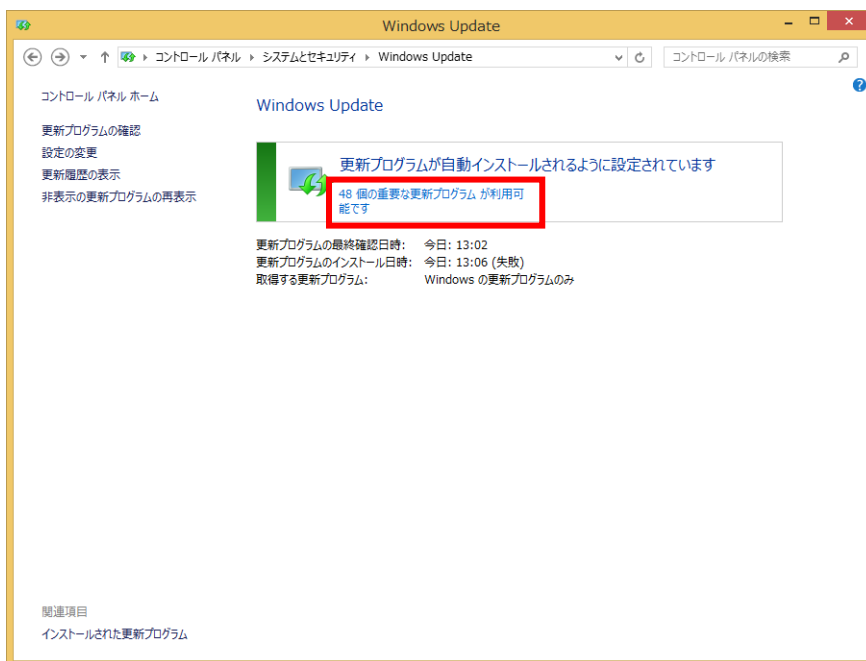 Windows Update
コントロール パネル ▸ システムとセキュリティ ▸ Windows Update
コントロール パネルの検索
コントロール パネル ホーム
更新プログラムの確認
設定の変更
更新履歴の表示
非表示の更新プログラムの再表示
Windows Update
更新プログラムが自動インストールされるように設定されています
48 個の重要な更新プログラム が利用可
能です
更新プログラムの最終確認日時: 今日: 13:02
更新プログラムのインストール日時: 今日: 13:06 (失敗)
取得する更新プログラム: Windows の更新プログラムのみ
関連項目
インストールされた更新プログラム